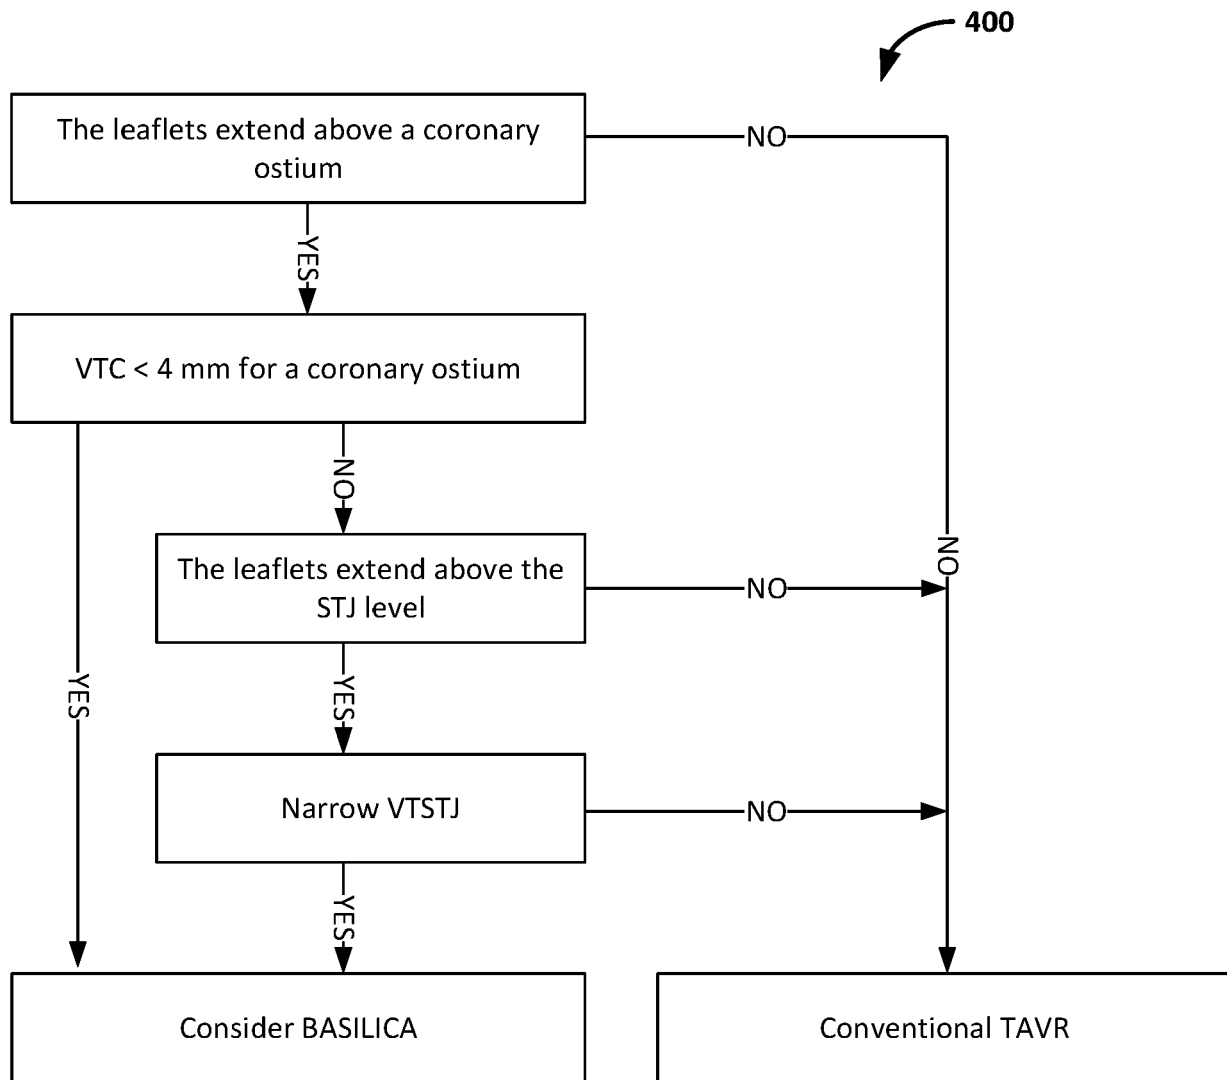 400
The leaflets extend above a coronary
ostium
NO
YES
VTC < 4 mm for a coronary ostium
NO
The leaflets extend above the
STJ level
NO
NO
YES
YES
Narrow VTSTJ
NO
YES
Consider BASILICA
Conventional TAVR